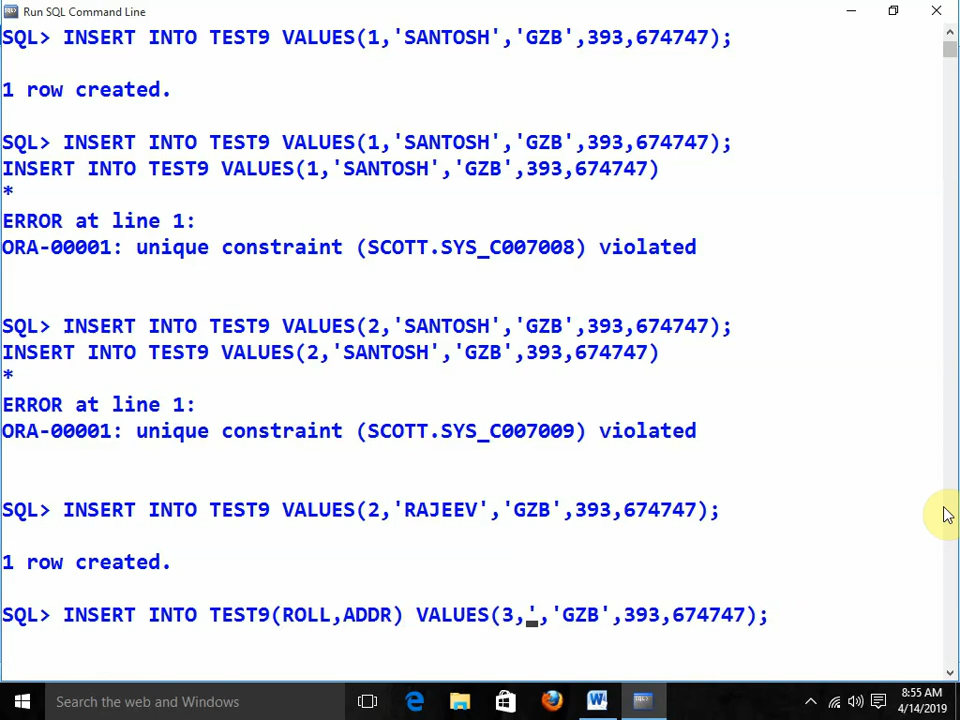 Run SQL Command Line
SQL> INSERT INTO TEST9 VALUES(1,'SANTOSH','GZB',393,674747);
1 row created.
SQL> INSERT INTO TEST9 VALUES(1,'SANTOSH','GZB',393,674747);
INSERT INTO TEST9 VALUES(1,'SANTOSH','GZB',393,674747)
*
ERROR at line 1:
ORA-00001: unique constraint (SCOTT.SYS_C007008) violated
SQL> INSERT INTO TEST9 VALUES(2,'SANTOSH','GZB',393,674747);
INSERT INTO TEST9 VALUES(2,'SANTOSH','GZB',393,674747)
*
ERROR at line 1:
ORA-00001: unique constraint (SCOTT.SYS_C007009) violated
SQL> INSERT INTO TEST9 VALUES(2,'RAJEEV','GZB',393,674747);
1 row created.
SQL> INSERT INTO TEST9(ROLL,ADDR) VALUES(3,','GZB',393,674747);
Search the web and Windows
8:55 AM
4/14/2019